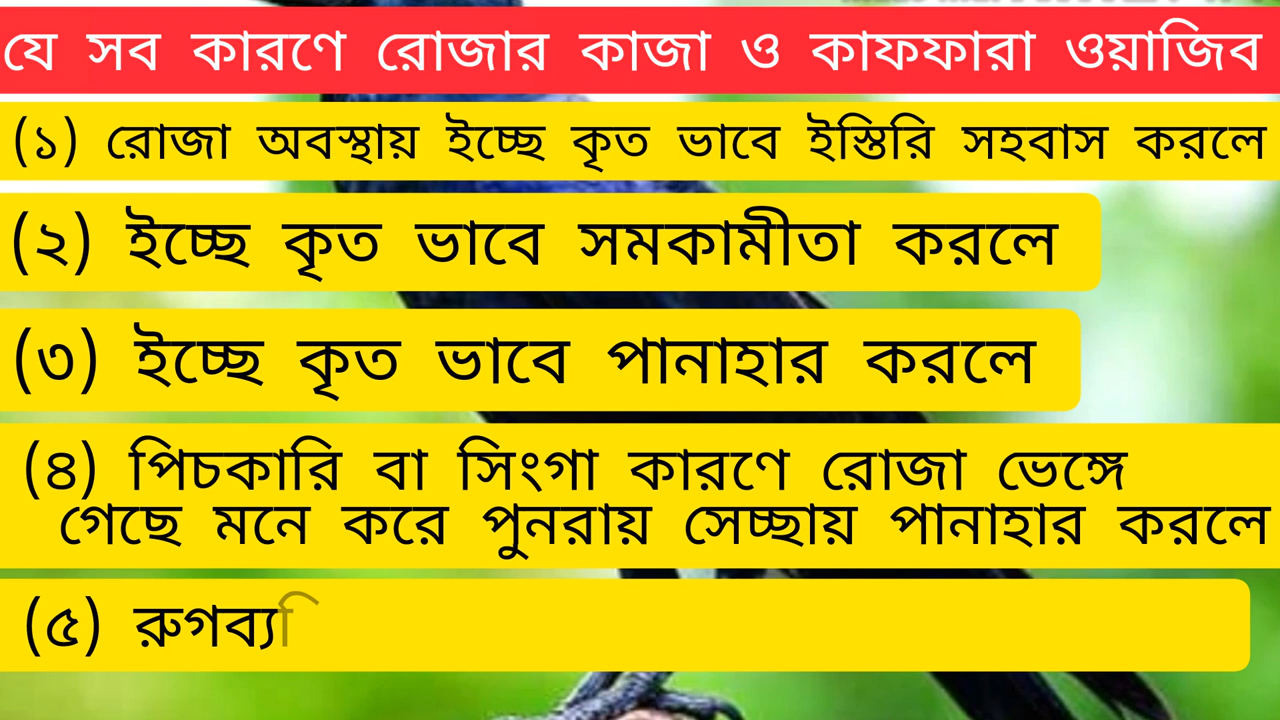 যে সব কারণে রোজার কাজা ও কাফফারা ওয়াজিব
(১) রোজা অবস্থায় ইচ্ছে কৃত ভাবে ইস্তিরি সহবাস করলে
(২) ইচ্ছে কৃত ভাবে সমকামীতা করলে
(৩) ইচ্ছে কৃত ভাবে পানাহার করলে
(৪) পিচকারি বা সিংগা কারণে রোজা ভেঙ্গে
গেছে মনে করে পুনরায় সেচ্ছায় পানাহার করলে
(৫) রুগব্যি